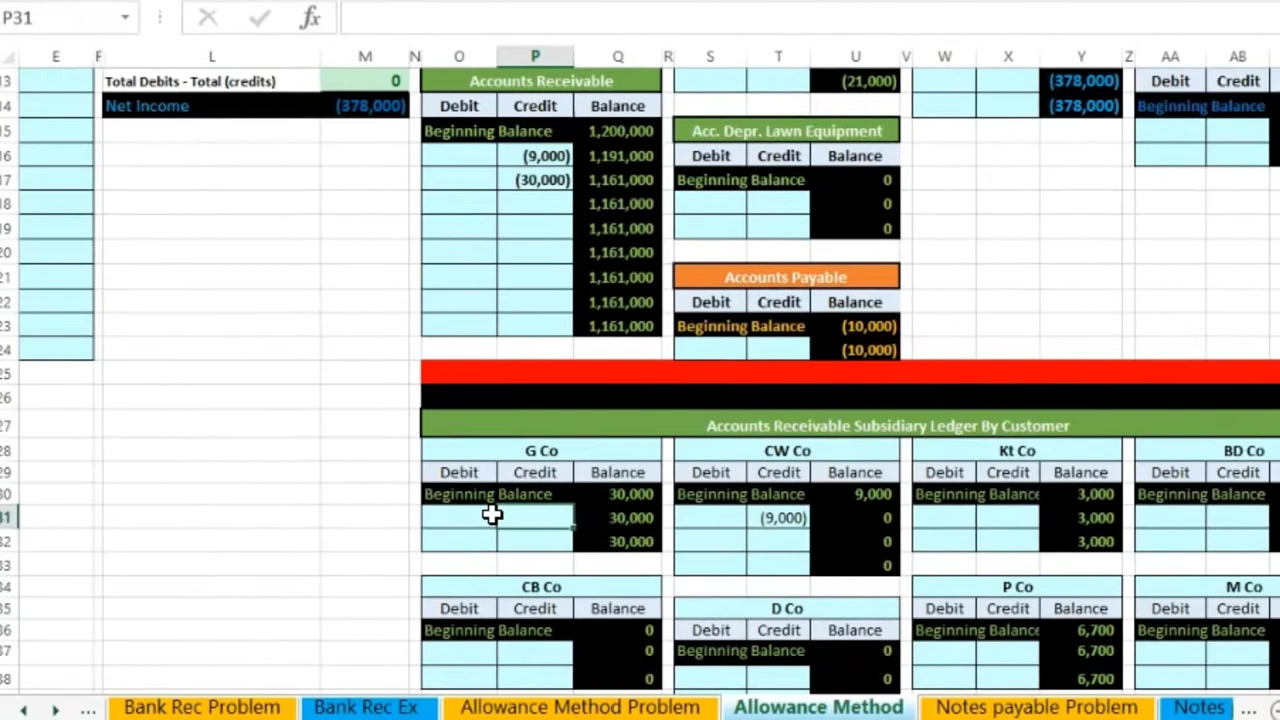 P31 fx
E F L M N O P Q R S T U V W X Y Z AA AB
13 Total Debits - Total (credits) 0 Accounts Receivable (21,000) (378,000) Debit Credit
14 Net Income (378,000) Debit Credit Balance (378,000) Beginning Balance
15 Beginning Balance 1,200,000 Acc. Depr. Lawn Equipment
16 (9,000) 1,191,000 Debit Credit Balance
17 (30,000) 1,161,000 Beginning Balance 0
18 1,161,000 0
19 1,161,000 0
20 1,161,000
21 1,161,000 Accounts Payable
22 1,161,000 Debit Credit Balance
23 1,161,000 Beginning Balance (10,000)
24 (10,000)
25
26
27 Accounts Receivable Subsidiary Ledger By Customer
28 G Co CW Co Kt Co BD Co
29 Debit Credit Balance Debit Credit Balance Debit Credit Balance Debit Credit
30 Beginning Balance 30,000 Beginning Balance 9,000 Beginning Balance 3,000 Beginning Balance
31 30,000 (9,000) 0 3,000
32 30,000 0 3,000
33 0
34 CB Co P Co M Co
35 Debit Credit Balance D Co Debit Credit Balance Debit Credit
36 Beginning Balance 0 Debit Credit Balance Beginning Balance 6,700 Beginning Balance
37 0 Beginning Balance 0 6,700
38 0 6,700
... Bank Rec Problem Bank Rec Ex Allowance Method Problem Allowance Method Notes payable Problem Notes ...